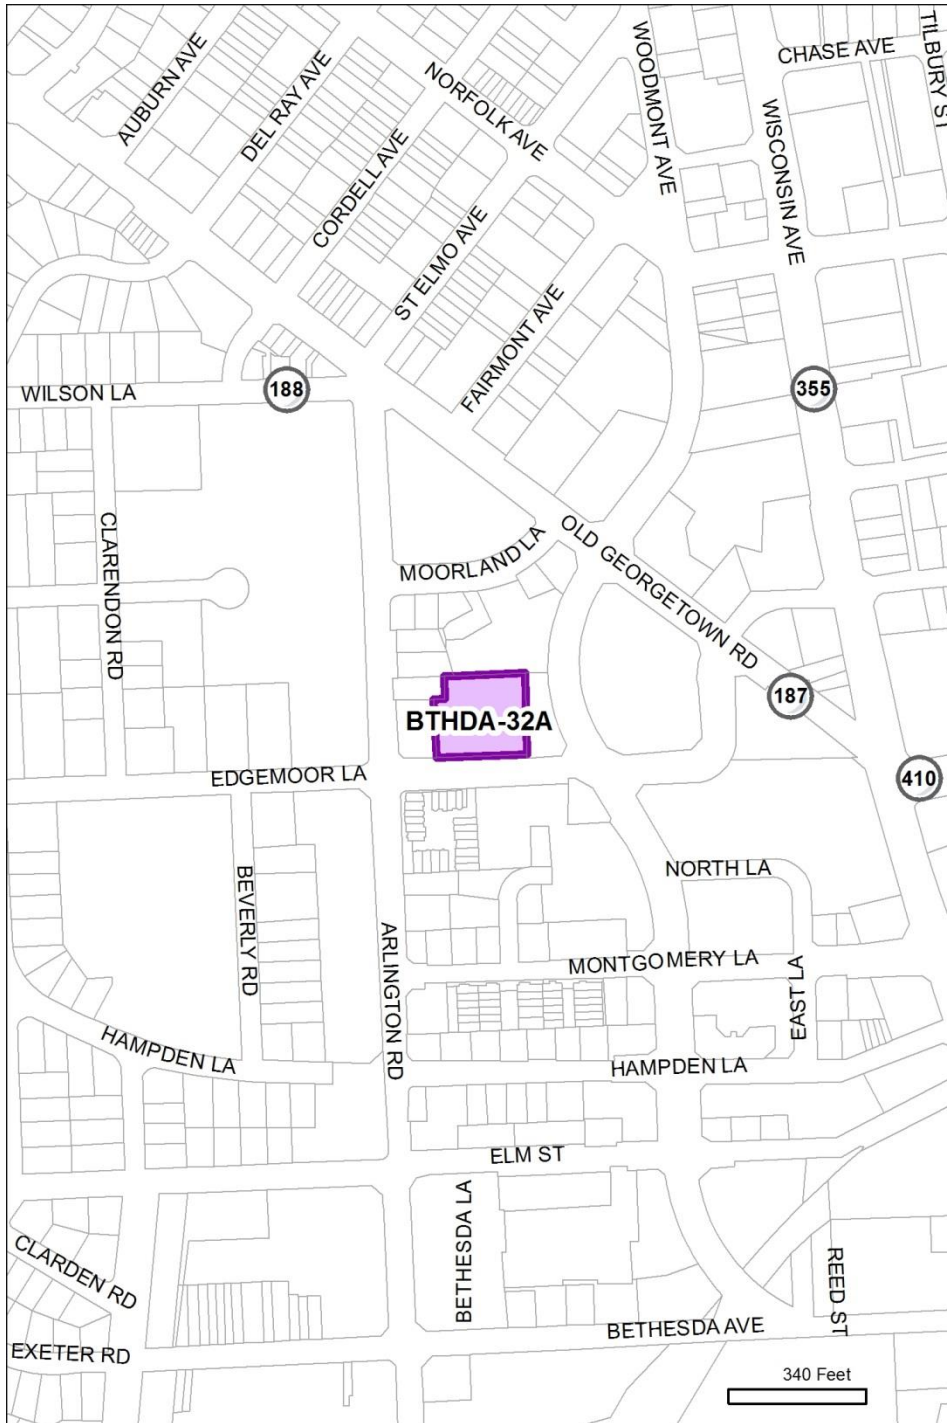 TILBURY ST
CHASE AVE
WOODMONT AVE
AUBURN AVE
DEL RAY AVE
NORFOLK AVE
WISCONSIN AVE
CORDELL AVE
ST ELMO AVE
FAIRMONT AVE
WILSON LA
188
355
CLARENDON RD
MOORLAND LA
OLD GEORGETOWN RD
187
BTHDA-32A
EDGEMOOR LA
410
NORTH LA
BEVERLY RD
ARLINGTON RD
MONTGOMERY LA
EAST LA
HAMPDEN LA
HAMPDEN LA
ELM ST
BETHESDA LA
CLARDEN RD
REED ST
BETHESDA AVE
EXETER RD
340 Feet